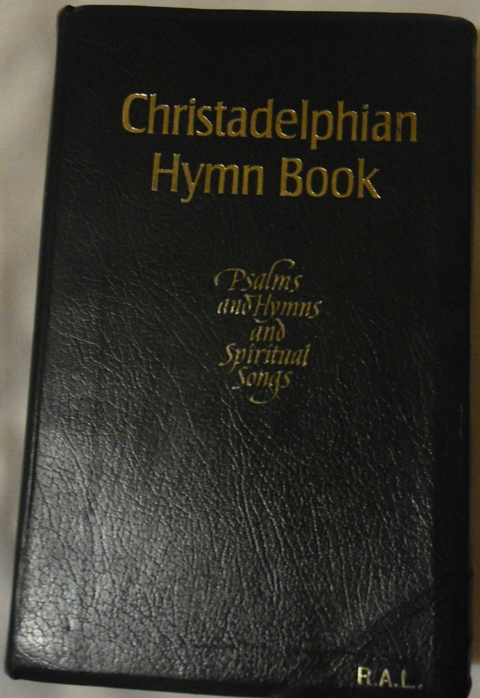 Christadelphian
Hymn Book
Psalms
and Hymns
and
Spiritual
Songs
R.A.L.